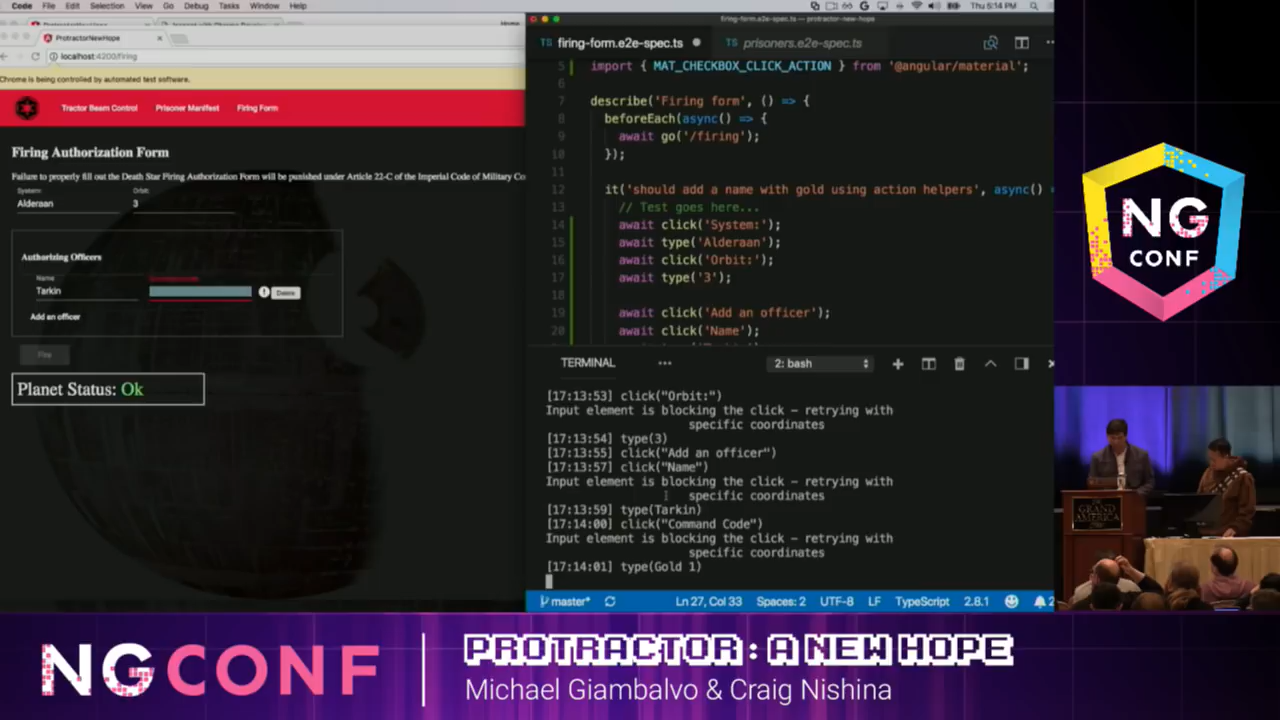 Code File Edit Selection View Go Debug Tasks Window Help
Thu 5:14 PM
ProtractorNewHope
localhost:4200/firing
Chrome is being controlled by automated test software.
Tractor Beam Control Prisoner Manifest Firing Form
Firing Authorization Form
Failure to properly fill out the Death Star Firing Authorization Form will be punished under Article 22-C of the Imperial Code of Military Co
System: Orbit:
Alderaan 3
Authorizing Officers
Name
Tarkin
Delete
Add an officer
Fire
Planet Status: Ok
firing-form.e2e-spec.ts — protractor-new-hope
TS firing-form.e2e-spec.ts TS prisoners.e2e-spec.ts
5 import { MAT_CHECKBOX_CLICK_ACTION } from '@angular/material';
6
7 describe('Firing form', () => {
8 beforeEach(async() => {
9 await go('/firing');
10 });
11
12 it('should add a name with gold using action helpers', async() =
13 // Test goes here...
14 await click('System:');
15 await type('Alderaan');
16 await click('Orbit:');
17 await type('3');
18
19 await click('Add an officer');
20 await click('Name');
TERMINAL ••• 2: bash
[17:13:53] click("Orbit:")
Input element is blocking the click – retrying with
specific coordinates
[17:13:54] type(3)
[17:13:55] click("Add an officer")
[17:13:57] click("Name")
Input element is blocking the click – retrying with
specific coordinates
[17:13:59] type(Tarkin)
[17:14:00] click("Command Code")
Input element is blocking the click – retrying with
specific coordinates
[17:14:01] type(Gold 1)
master* Ln 27, Col 33 Spaces: 2 UTF-8 LF TypeScript 2.8.1 2
NG
CONF
THE
GRAND
AMERICA
NGCONF
PROTRACTOR: A NEW HOPE
Michael Giambalvo & Craig Nishina